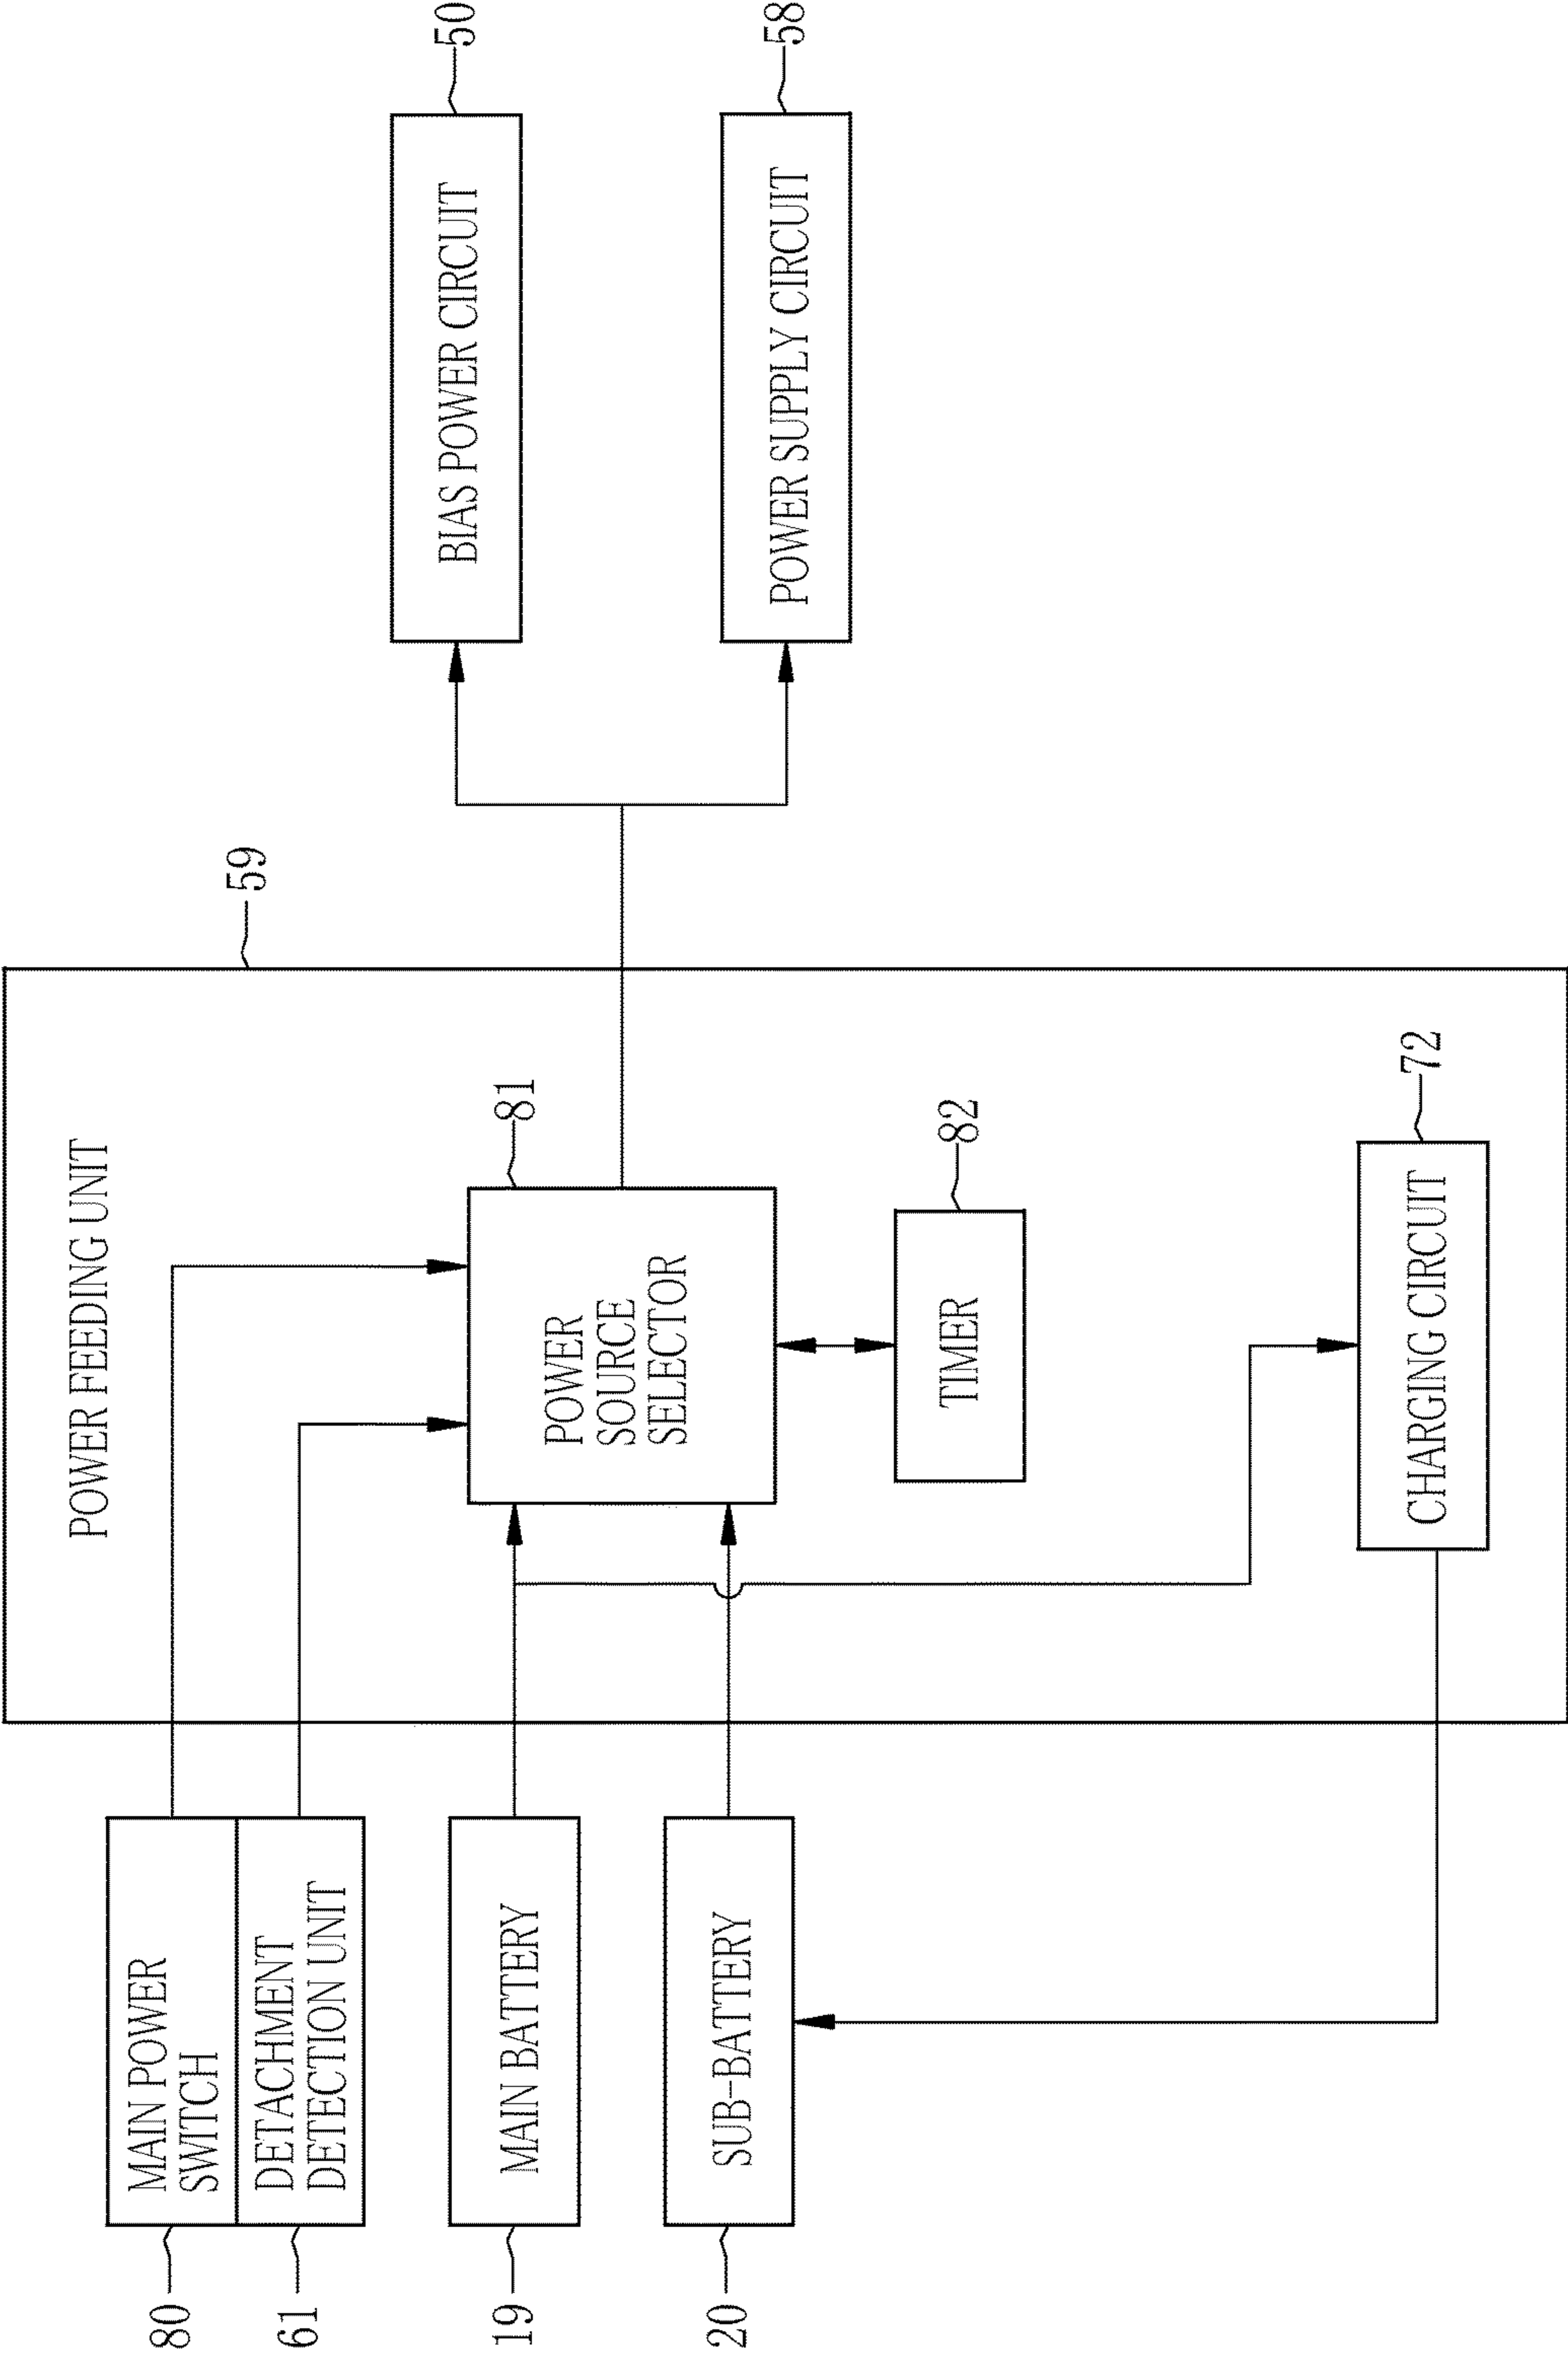 59
POWER FEEDING UNIT
80
MAIN POWER
SWITCH
61
DETACHMENT
DETECTION UNIT
81
POWER
SOURCE
SELECTOR
50
BIAS POWER CIRCUIT
19
MAIN BATTERY
20
SUB-BATTERY
82
TIMER
58
POWER SUPPLY CIRCUIT
72
CHARGING CIRCUIT